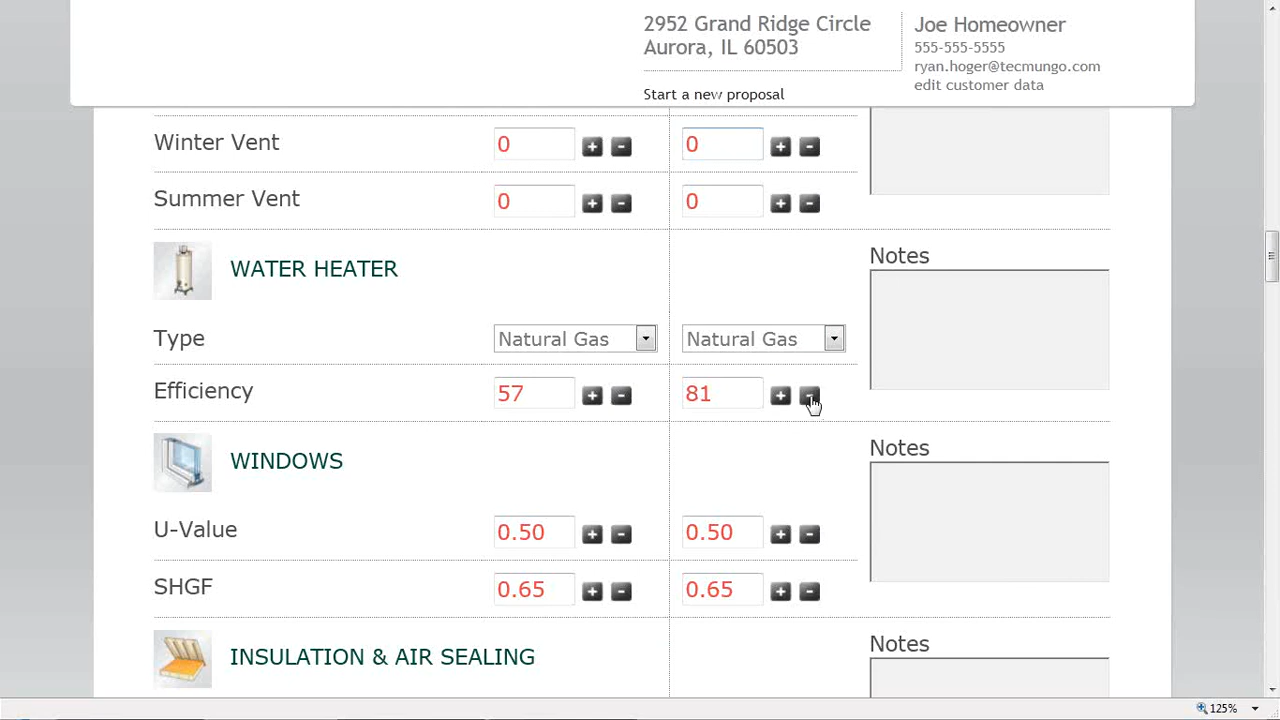 2952 Grand Ridge Circle
Aurora, IL 60503
Start a new proposal
Joe Homeowner
555-555-5555
ryan.hoger@tecmungo.com
edit customer data
Winter Vent 0 + - 0 + -
Summer Vent 0 + - 0 + -
WATER HEATER Notes
Type Natural Gas Natural Gas
Efficiency 57 + - 81 + -
WINDOWS Notes
U-Value 0.50 + - 0.50 + -
SHGF 0.65 + - 0.65 + -
INSULATION & AIR SEALING Notes
125%